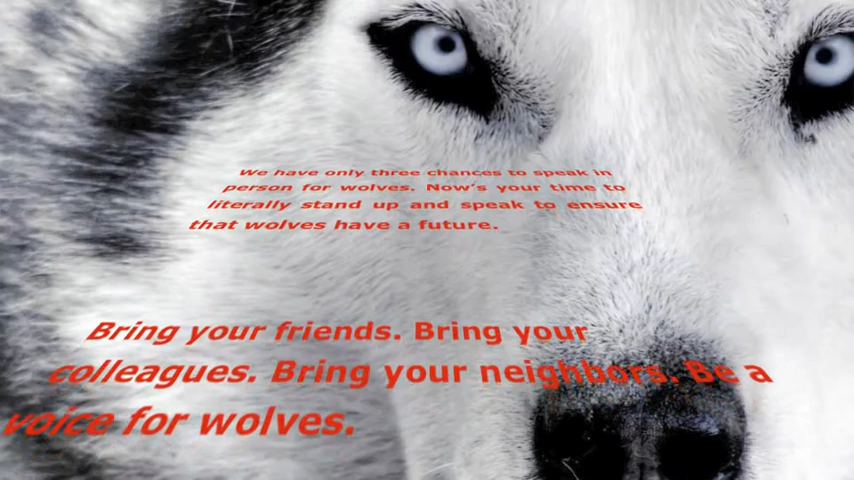 We have only three chances to speak in
person for wolves. Now's your time to
literally stand up and speak to ensure
that wolves have a future.
Bring your friends. Bring your
colleagues. Bring your neighbors. Be a
voice for wolves.